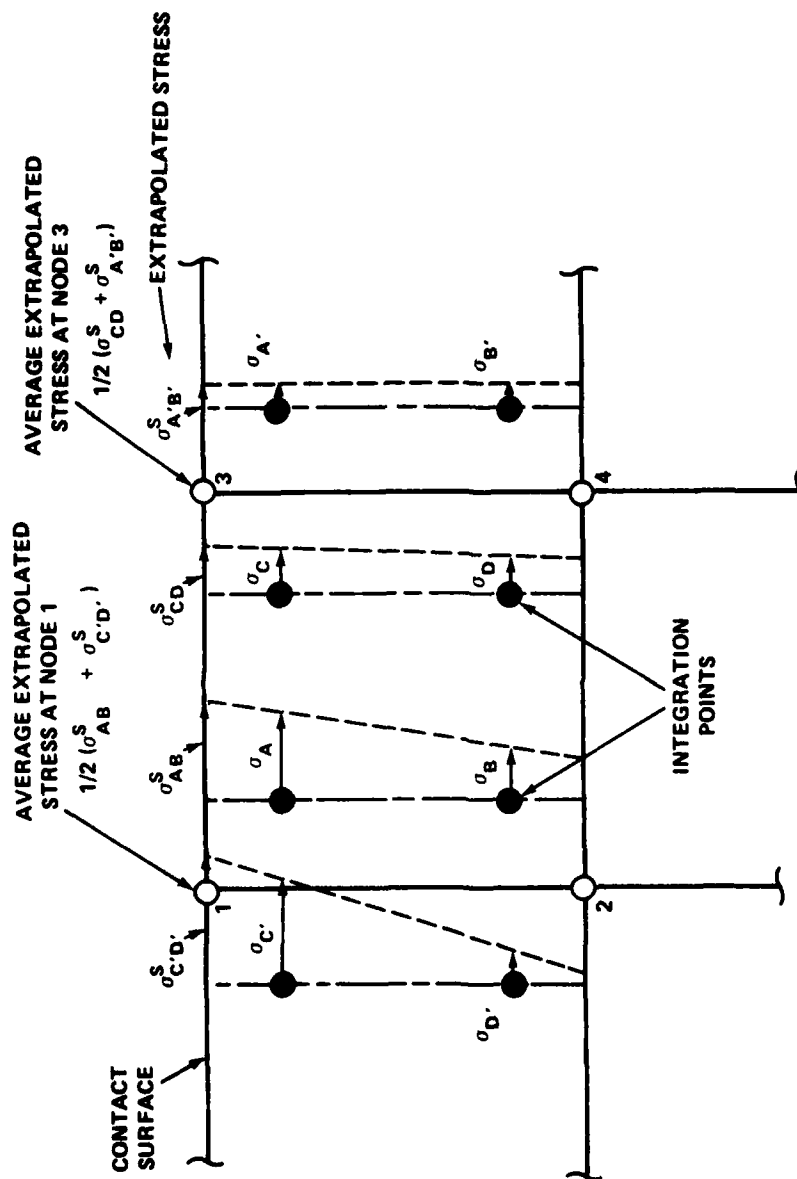 AVERAGE EXTRAPOLATED
STRESS AT NODE 1
1/2 (σ^S_AB + σ^S_C'D')
AVERAGE EXTRAPOLATED
STRESS AT NODE 3
1/2 (σ^S_CD + σ^S_A'B')
EXTRAPOLATED STRESS
CONTACT
SURFACE
σ^S_C'D'
σ^S_AB
σ^S_CD
σ^S_A'B'
1
3
σ_C'
σ_A
σ_C
σ_A'
σ_D'
σ_B
σ_D
σ_B'
2
4
INTEGRATION
POINTS